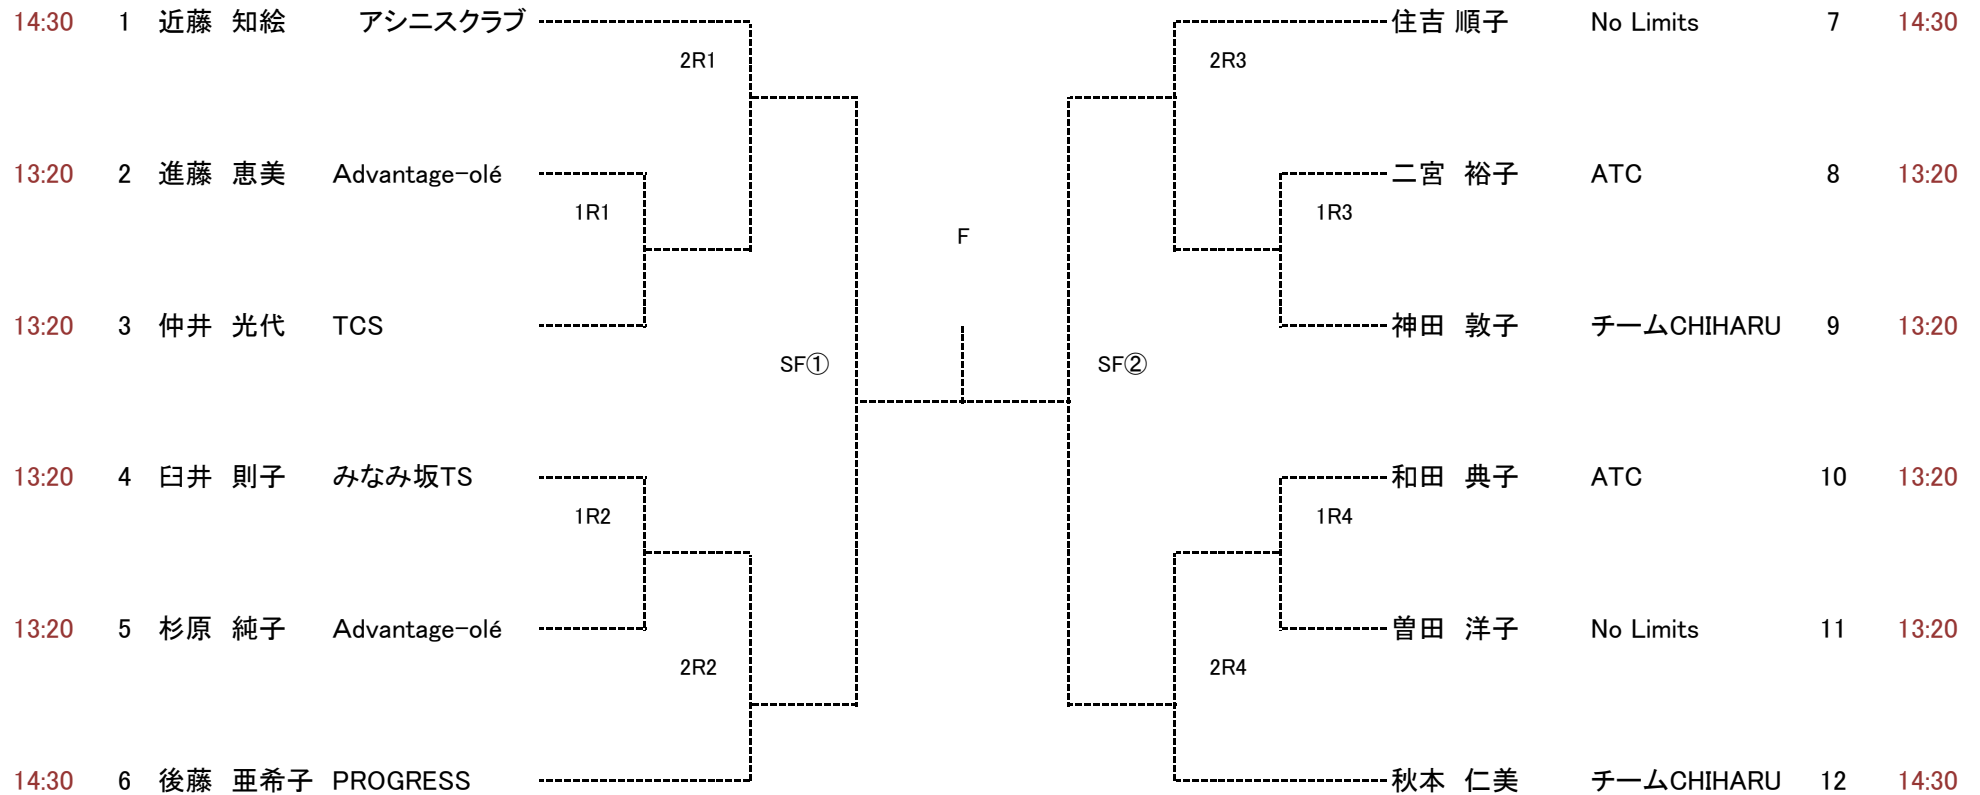 14:30 1 近藤 知絵 アシニスクラブ 住吉 順子 No Limits 7 14:30
2R1 2R3
13:20 2 進藤 恵美 Advantage-olé 二宮 裕子 ATC 8 13:20
1R1 1R3
F
13:20 3 仲井 光代 TCS 神田 敦子 チームCHIHARU 9 13:20
SF① SF②
13:20 4 臼井 則子 みなみ坂TS 和田 典子 ATC 10 13:20
1R2 1R4
13:20 5 杉原 純子 Advantage-olé 曽田 洋子 No Limits 11 13:20
2R2 2R4
14:30 6 後藤 亜希子 PROGRESS 秋本 仁美 チームCHIHARU 12 14:30